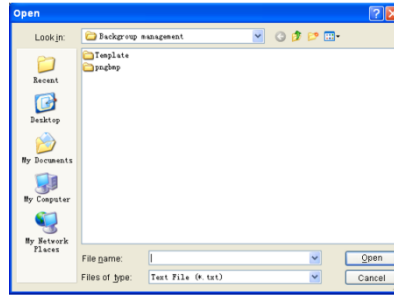 Open
Look in:
Backgroup management
Template
pngbmp
Recent
Desktop
My Documents
My Computer
My Network
Places
File name:
Open
Files of type:
Text File (*.txt)
Cancel